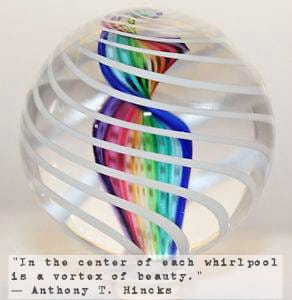 "In the center of each whirlpool
is a vortex of beauty."
— Anthony T. Hincks